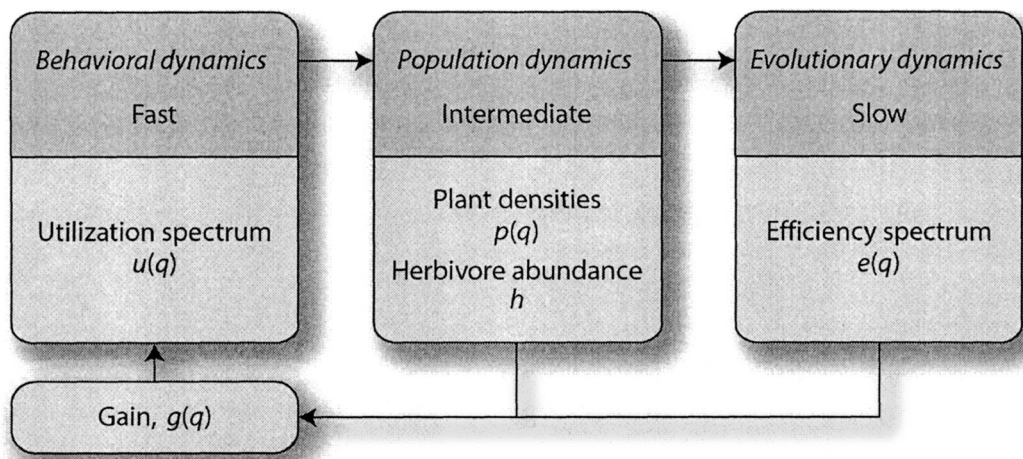 Behavioral dynamics
Fast
Utilization spectrum
u(q)
Population dynamics
Intermediate
Plant densities
p(q)
Herbivore abundance
h
Evolutionary dynamics
Slow
Efficiency spectrum
e(q)
Gain, g(q)